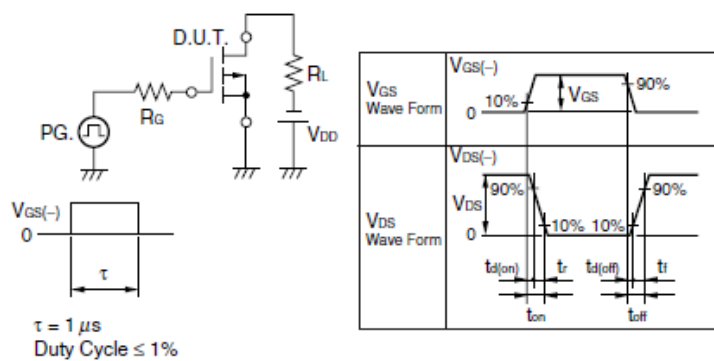 D.U.T.
RL
RG
PG.
VDD
VGS(−)
0
τ
τ = 1 μs
Duty Cycle ≤ 1%
VGS
Wave Form
VGS(−)
10%
VGS
90%
0
VDS
Wave Form
VDS(−)
VDS
90%
90%
10%
10%
0
td(on)
tr
td(off)
tf
ton
toff